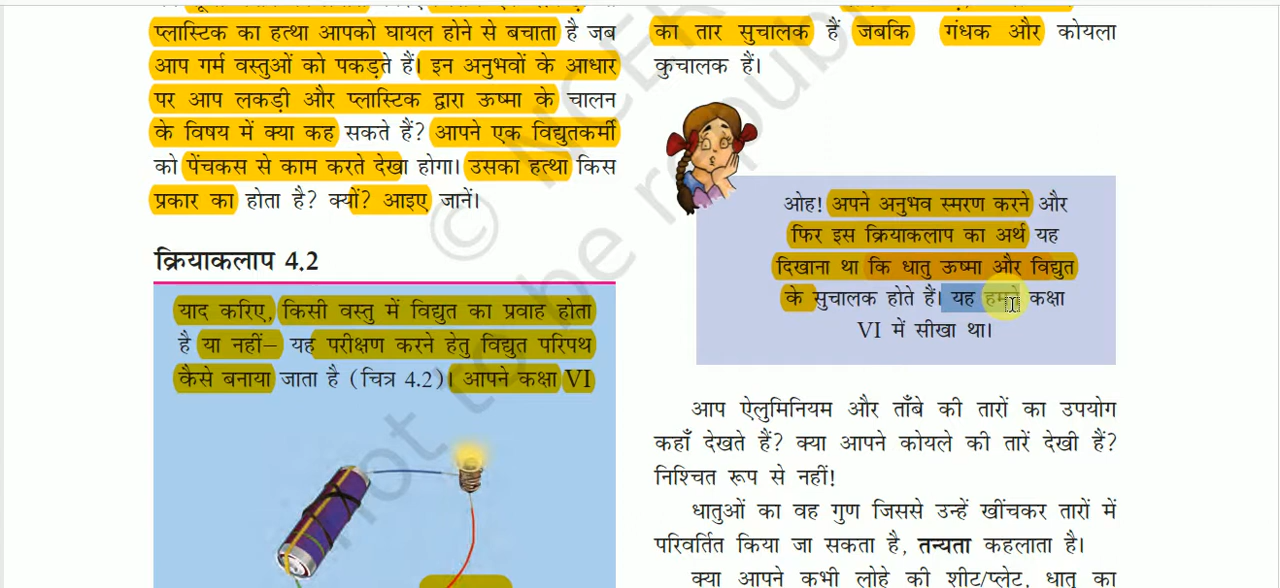 प्लास्टिक का हत्था आपको घायल होने से बचाता है जब
आप गर्म वस्तुओं को पकड़ते हैं। इन अनुभवों के आधार
पर आप लकड़ी और प्लास्टिक द्वारा ऊष्मा के चालन
के विषय में क्या कह सकते हैं? आपने एक विद्युतकर्मी
को पेंचकस से काम करते देखा होगा। उसका हत्था किस
प्रकार का होता है? क्यों? आइए जानें।
क्रियाकलाप 4.2
याद करिए, किसी वस्तु में विद्युत का प्रवाह होता
है या नहीं– यह परीक्षण करने हेतु विद्युत परिपथ
कैसे बनाया जाता है (चित्र 4.2)। आपने कक्षा VI
का तार सुचालक हैं जबकि गंधक और कोयला
कुचालक हैं।
ओह! अपने अनुभव स्मरण करने और
फिर इस क्रियाकलाप का अर्थ यह
दिखाना था कि धातु ऊष्मा और विद्युत
के सुचालक होते हैं। यह हमने कक्षा
VI में सीखा था।
आप ऐलुमिनियम और ताँबे की तारों का उपयोग
कहाँ देखते हैं? क्या आपने कोयले की तारें देखी हैं?
निश्चित रूप से नहीं!
धातुओं का वह गुण जिससे उन्हें खींचकर तारों में
परिवर्तित किया जा सकता है, तन्यता कहलाता है।
क्या आपने कभी लोहे की शीट/प्लेट, धातु का
© NCER
not to be republ